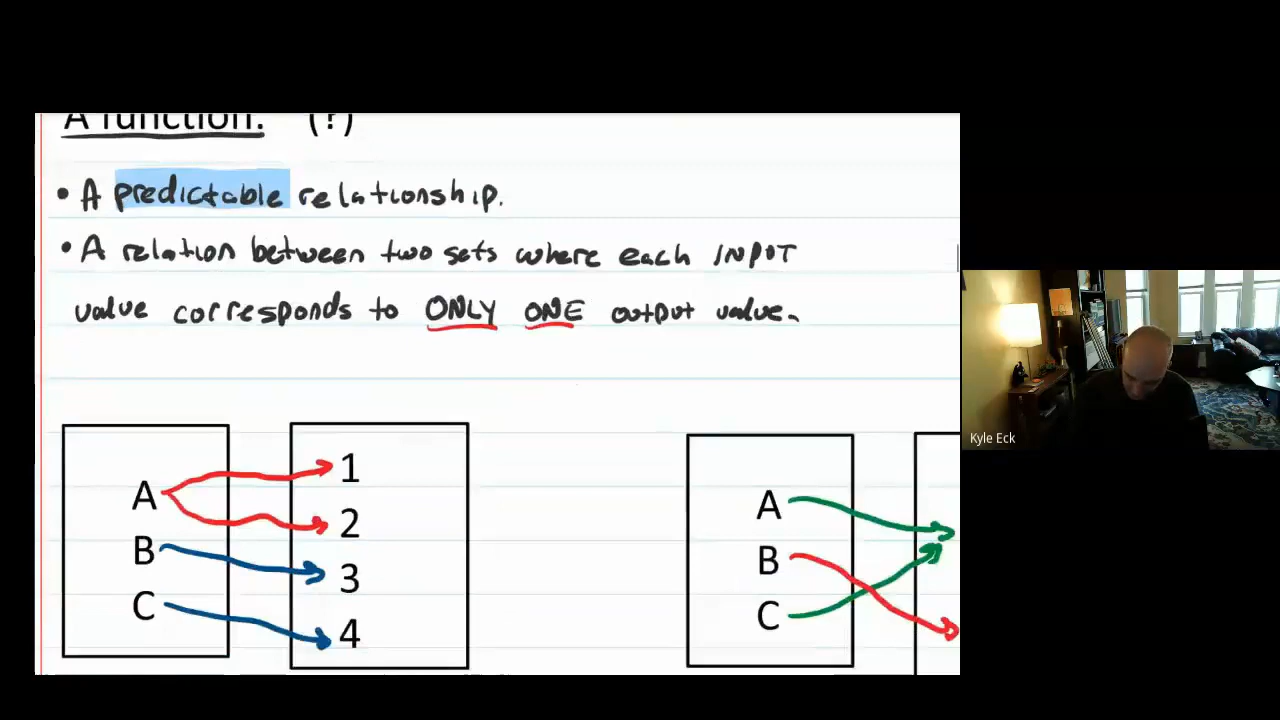 A function: (?)
• A predictable relationship.
• A relation between two sets where each INPUT
value corresponds to ONLY ONE output value.
A
B
C
1
2
3
4
A
B
C
Kyle Eck